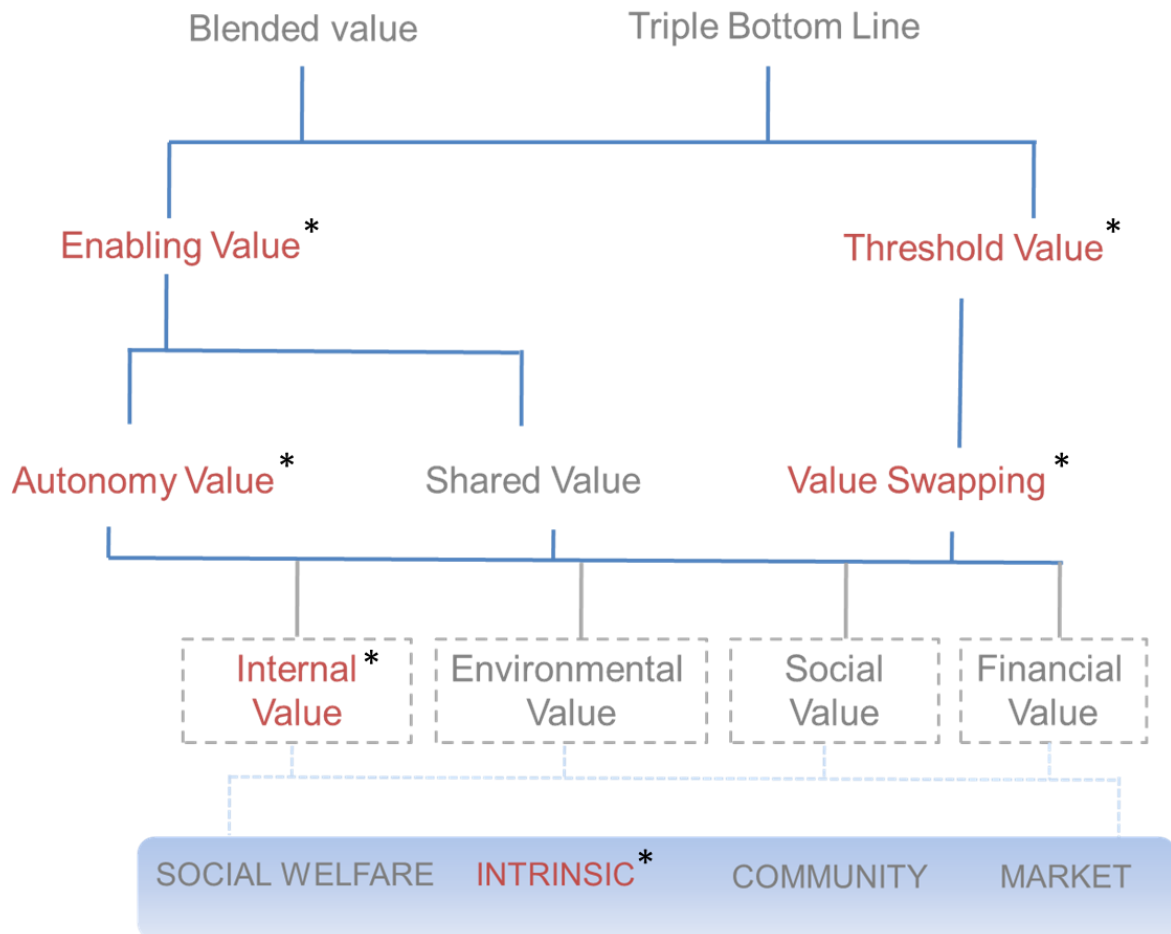 Blended value
Triple Bottom Line
Enabling Value*
Threshold Value*
Autonomy Value*
Shared Value
Value Swapping*
Internal*
Value
Environmental
Value
Social
Value
Financial
Value
SOCIAL WELFARE
INTRINSIC*
COMMUNITY
MARKET